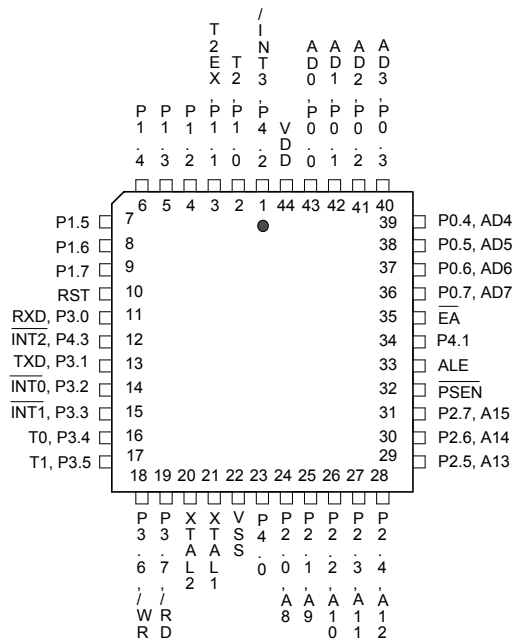 P1.4
P1.3
P1.2
T2EX,P1.1
T2,P1.0
/INT3,P4.2
VDD
AD0,P0.0
AD1,P0.1
AD2,P0.2
AD3,P0.3
6 5 4 3 2 1 44 43 42 41 40
P1.5 7
P1.6 8
P1.7 9
RST 10
RXD, P3.0 11
INT2, P4.3 12
TXD, P3.1 13
INT0, P3.2 14
INT1, P3.3 15
T0, P3.4 16
T1, P3.5 17
39 P0.4, AD4
38 P0.5, AD5
37 P0.6, AD6
36 P0.7, AD7
35 EA
34 P4.1
33 ALE
32 PSEN
31 P2.7, A15
30 P2.6, A14
29 P2.5, A13
18 19 20 21 22 23 24 25 26 27 28
P3.6,/WR
P3.7,/RD
XTAL2
XTAL1
VSS
P4.0
P2.0,A8
P2.1,A9
P2.2,A10
P2.3,A11
P2.4,A12